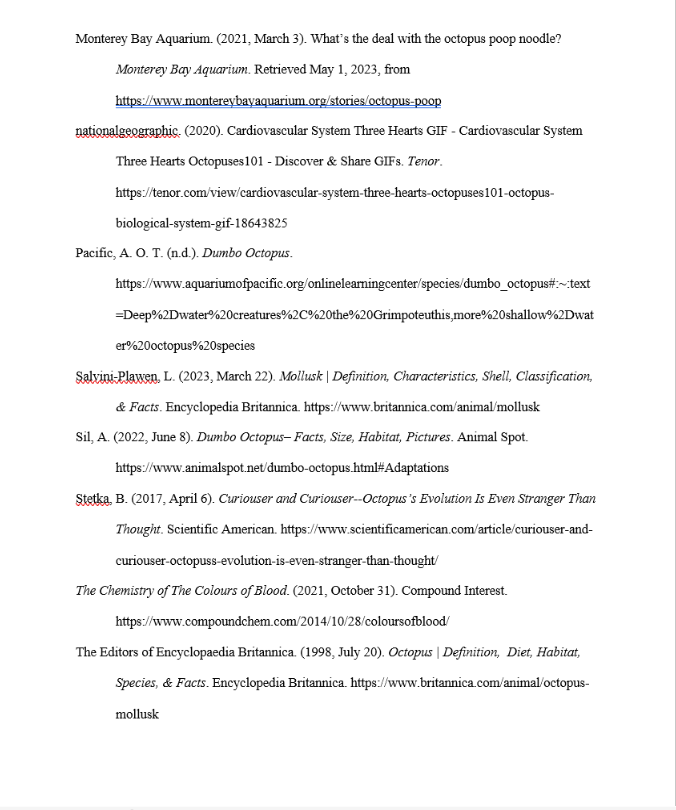 Monterey Bay Aquarium. (2021, March 3). What's the deal with the octopus poop noodle?
Monterey Bay Aquarium. Retrieved May 1, 2023, from
https://www.montereybayaquarium.org/stories/octopus-poop
nationalgeographic. (2020). Cardiovascular System Three Hearts GIF - Cardiovascular System
Three Hearts Octopuses101 - Discover & Share GIFs. Tenor.
https://tenor.com/view/cardiovascular-system-three-hearts-octopuses101-octopus-
biological-system-gif-18643825
Pacific, A. O. T. (n.d.). Dumbo Octopus.
https://www.aquariumofpacific.org/onlinelearningcenter/species/dumbo_octopus#:~:text
=Deep%2Dwater%20creatures%2C%20the%20Grimpoteuthis,more%20shallow%2Dwat
er%20octopus%20species
Salvini-Plawen, L. (2023, March 22). Mollusk | Definition, Characteristics, Shell, Classification,
& Facts. Encyclopedia Britannica. https://www.britannica.com/animal/mollusk
Sil, A. (2022, June 8). Dumbo Octopus– Facts, Size, Habitat, Pictures. Animal Spot.
https://www.animalspot.net/dumbo-octopus.html#Adaptations
Stetka, B. (2017, April 6). Curiouser and Curiouser--Octopus's Evolution Is Even Stranger Than
Thought. Scientific American. https://www.scientificamerican.com/article/curiouser-and-
curiouser-octopuss-evolution-is-even-stranger-than-thought/
The Chemistry of The Colours of Blood. (2021, October 31). Compound Interest.
https://www.compoundchem.com/2014/10/28/coloursofblood/
The Editors of Encyclopaedia Britannica. (1998, July 20). Octopus | Definition, Diet, Habitat,
Species, & Facts. Encyclopedia Britannica. https://www.britannica.com/animal/octopus-
mollusk